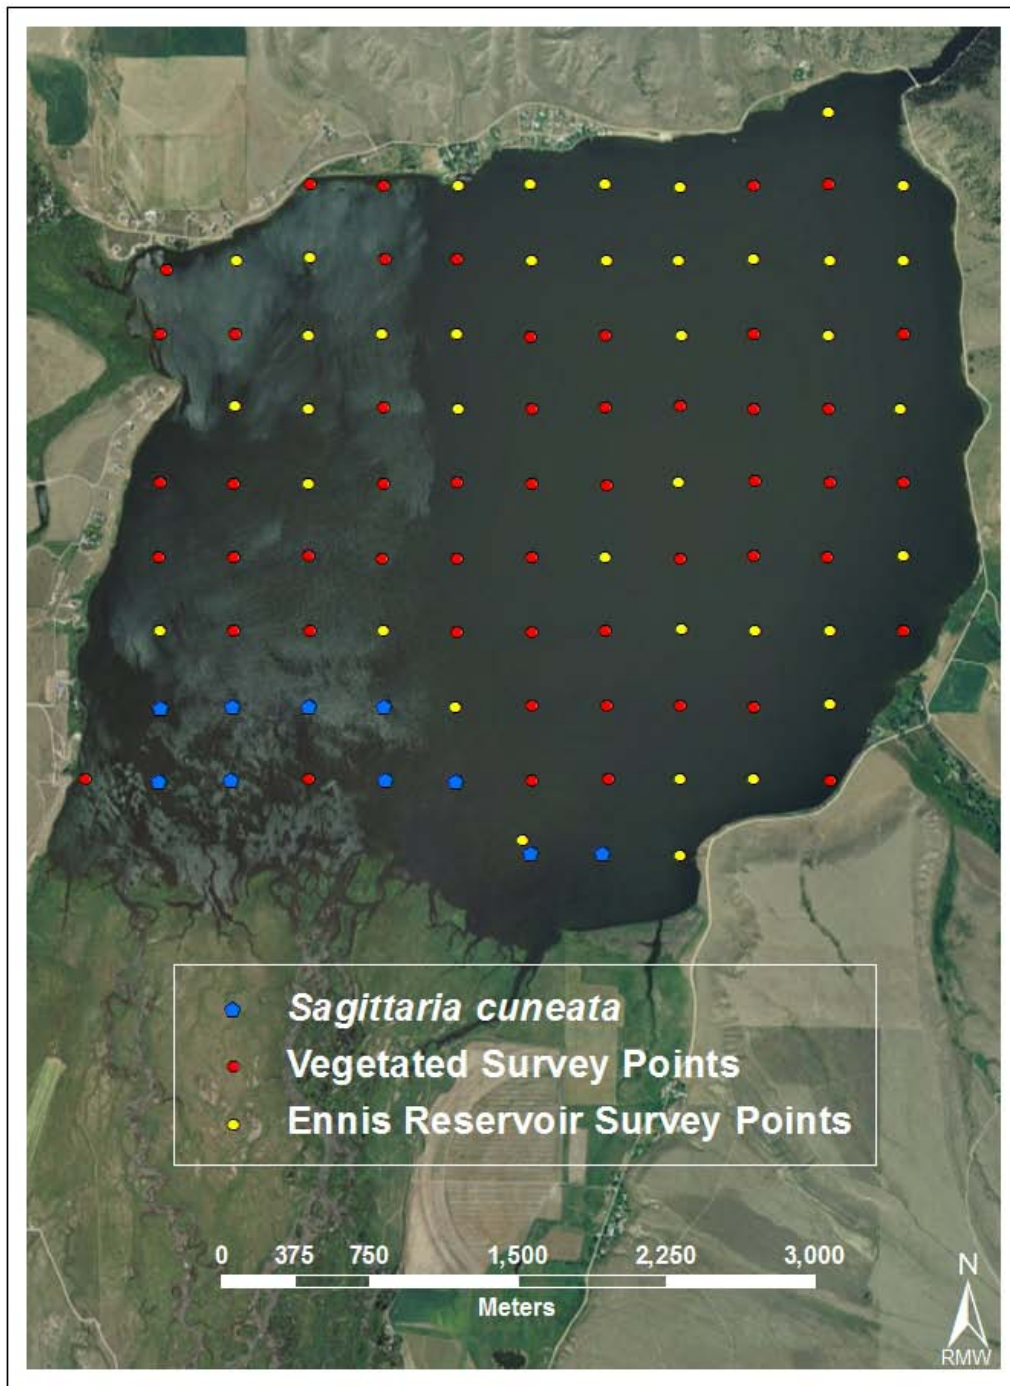 Sagittaria cuneata
Vegetated Survey Points
Ennis Reservoir Survey Points
0 375 750 1,500 2,250 3,000
Meters
N
RMW